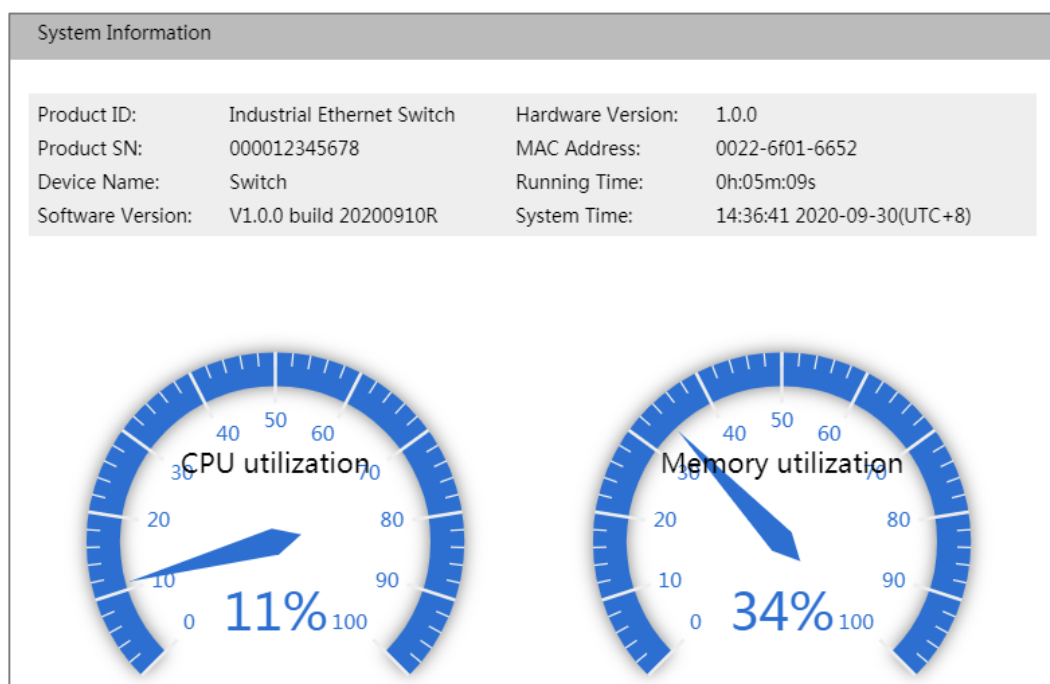 System Information
Product ID: Industrial Ethernet Switch Hardware Version: 1.0.0
Product SN: 000012345678 MAC Address: 0022-6f01-6652
Device Name: Switch Running Time: 0h:05m:09s
Software Version: V1.0.0 build 20200910R System Time: 14:36:41 2020-09-30(UTC+8)
CPU utilization
0 10 20 30 40 50 60 70 80 90 100
11%
Memory utilization
0 10 20 30 40 50 60 70 80 90 100
34%